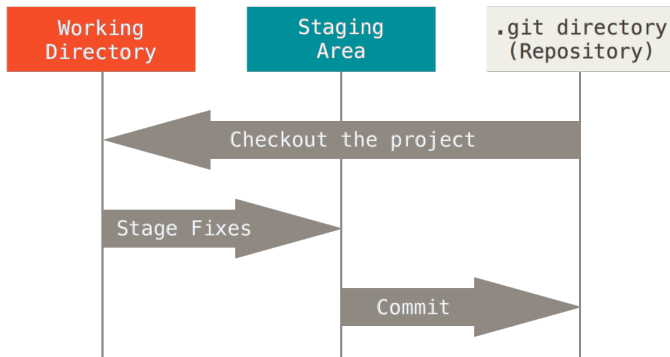 Working
Directory
Staging
Area
.git directory
(Repository)
Checkout the project
Stage Fixes
Commit